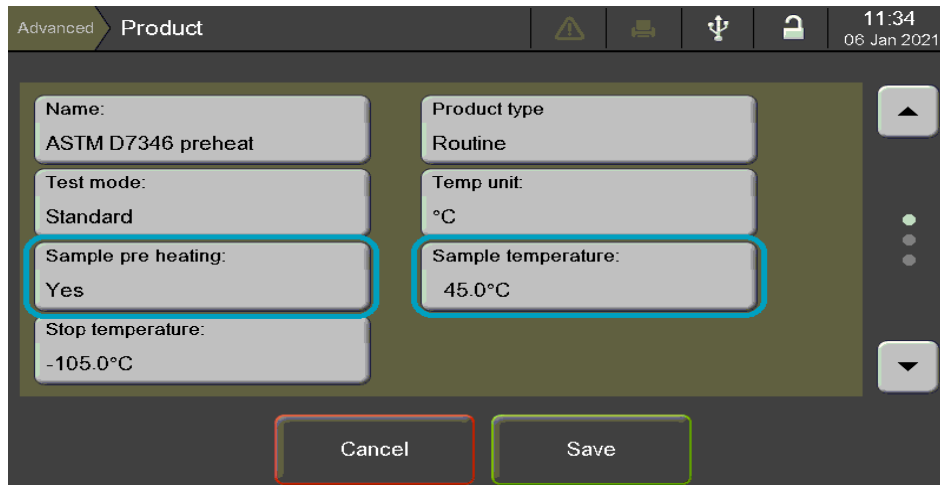 Advanced
Product
11:34
06 Jan 2021
Name:
ASTM D7346 preheat
Product type
Routine
Test mode:
Standard
Temp unit:
°C
Sample pre heating:
Yes
Sample temperature:
45.0°C
Stop temperature:
-105.0°C
Cancel
Save